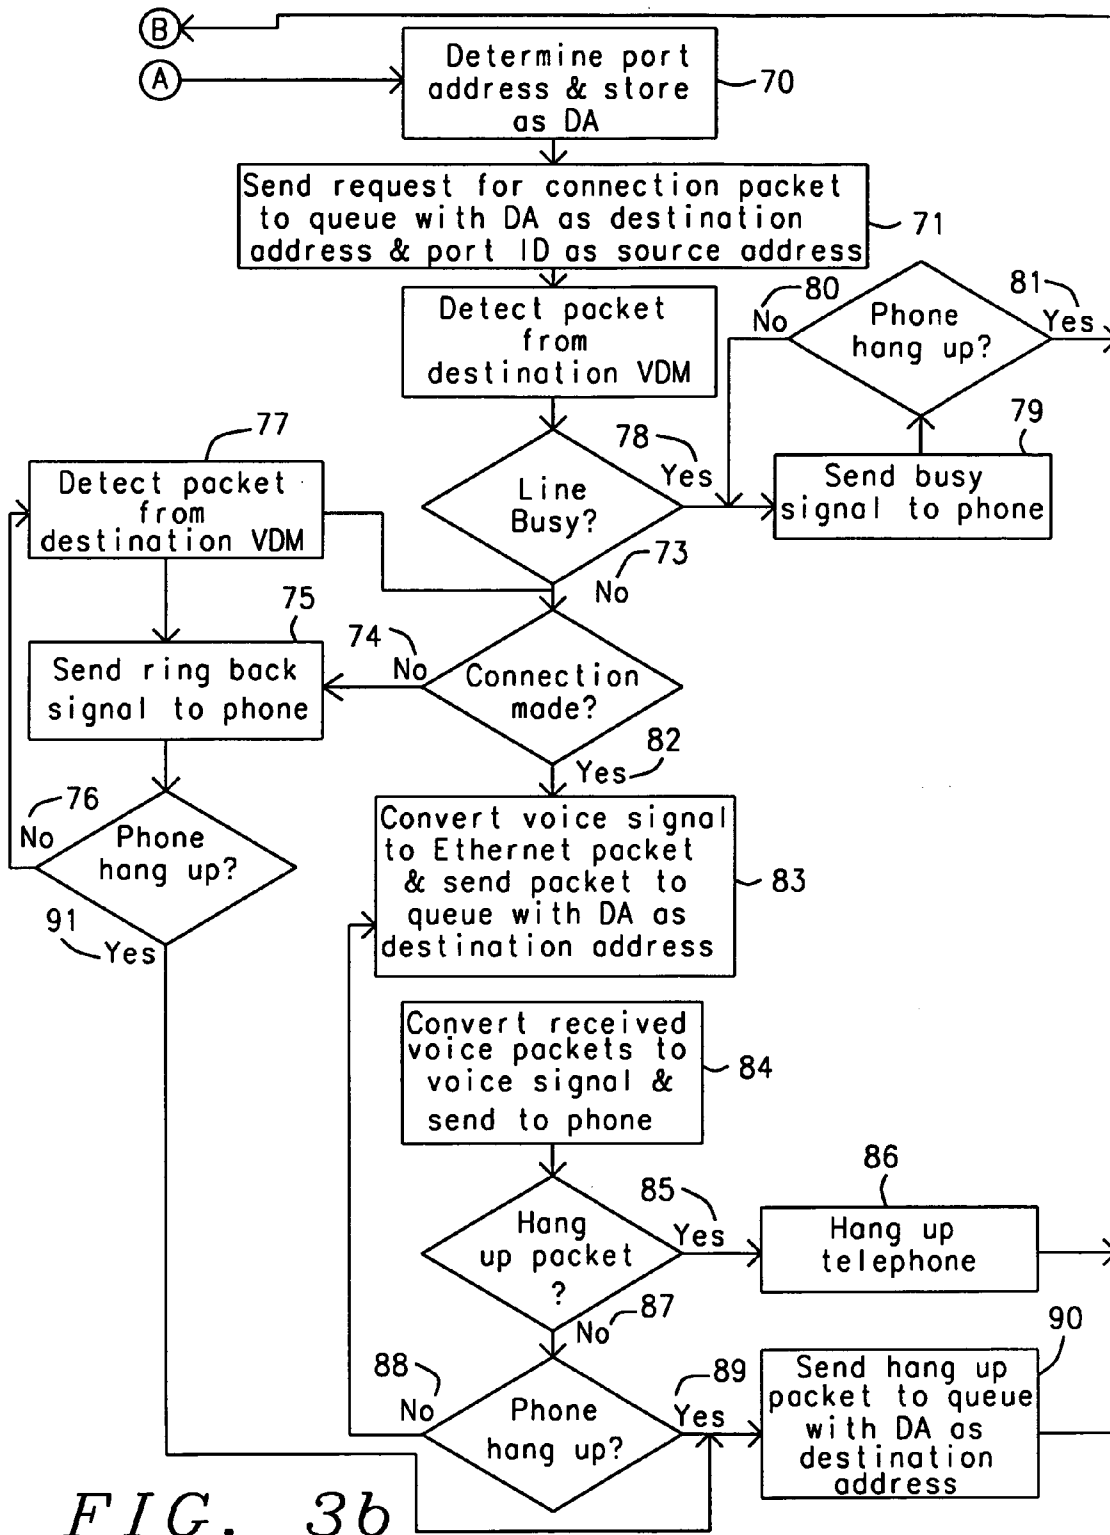 B
A
Determine port
address & store
as DA
70
Send request for connection packet
to queue with DA as destination
address & port ID as source address
71
Detect packet
from
destination VDM
80
No
Phone
hang up?
81
Yes
77
Detect packet
from
destination VDM
Line
Busy?
78
Yes
79
Send busy
signal to phone
73
No
75
Send ring back
signal to phone
74
No
Connection
made?
82
Yes
76
No
Phone
hang up?
91
Yes
Convert voice signal
to Ethernet packet
& send packet to
queue with DA as
destination address
83
Convert received
voice packets to
voice signal &
send to phone
84
Hang
up packet
?
85
Yes
86
Hang up
telephone
87
No
88
No
Phone
hang up?
89
Yes
90
Send hang up
packet to queue
with DA as
destination
address
FIG. 3b